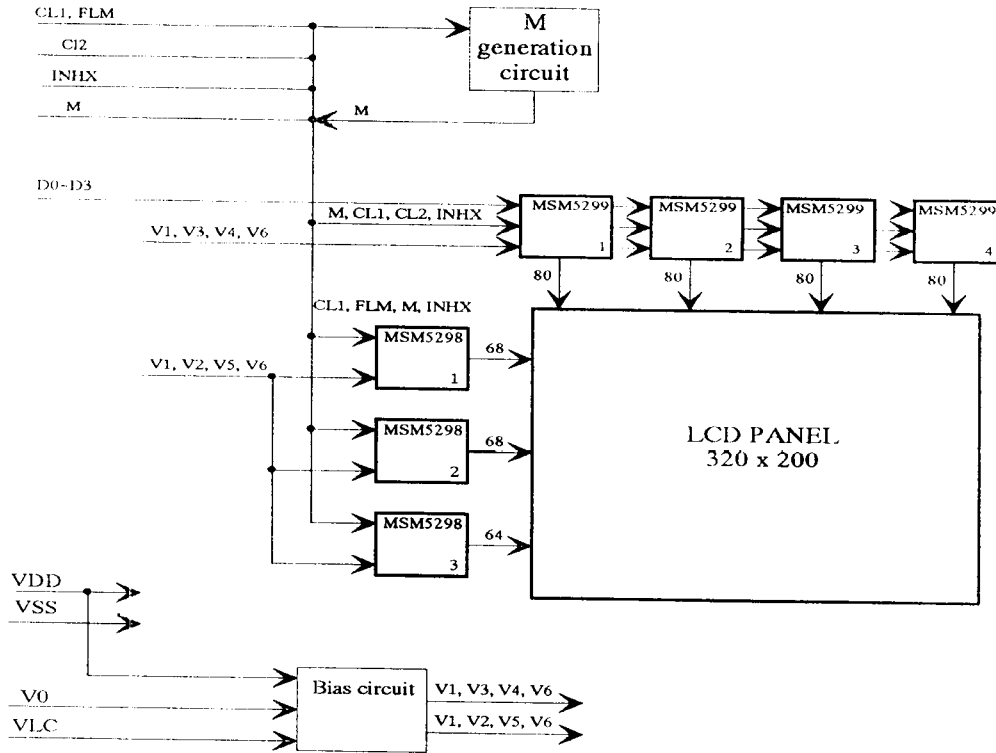 CL1, FLM
Cl2
INHX
M
M
generation
circuit
M
D0~D3
M, CL1, CL2, INHX
V1, V3, V4, V6
MSM5299
1
MSM5299
2
MSM5299
3
MSM5299
4
80
80
80
80
CL1, FLM, M, INHX
MSM5298
1
68
V1, V2, V5, V6
MSM5298
2
68
MSM5298
3
64
LCD PANEL
320 x 200
VDD
VSS
V0
VLC
Bias circuit
V1, V3, V4, V6
V1, V2, V5, V6